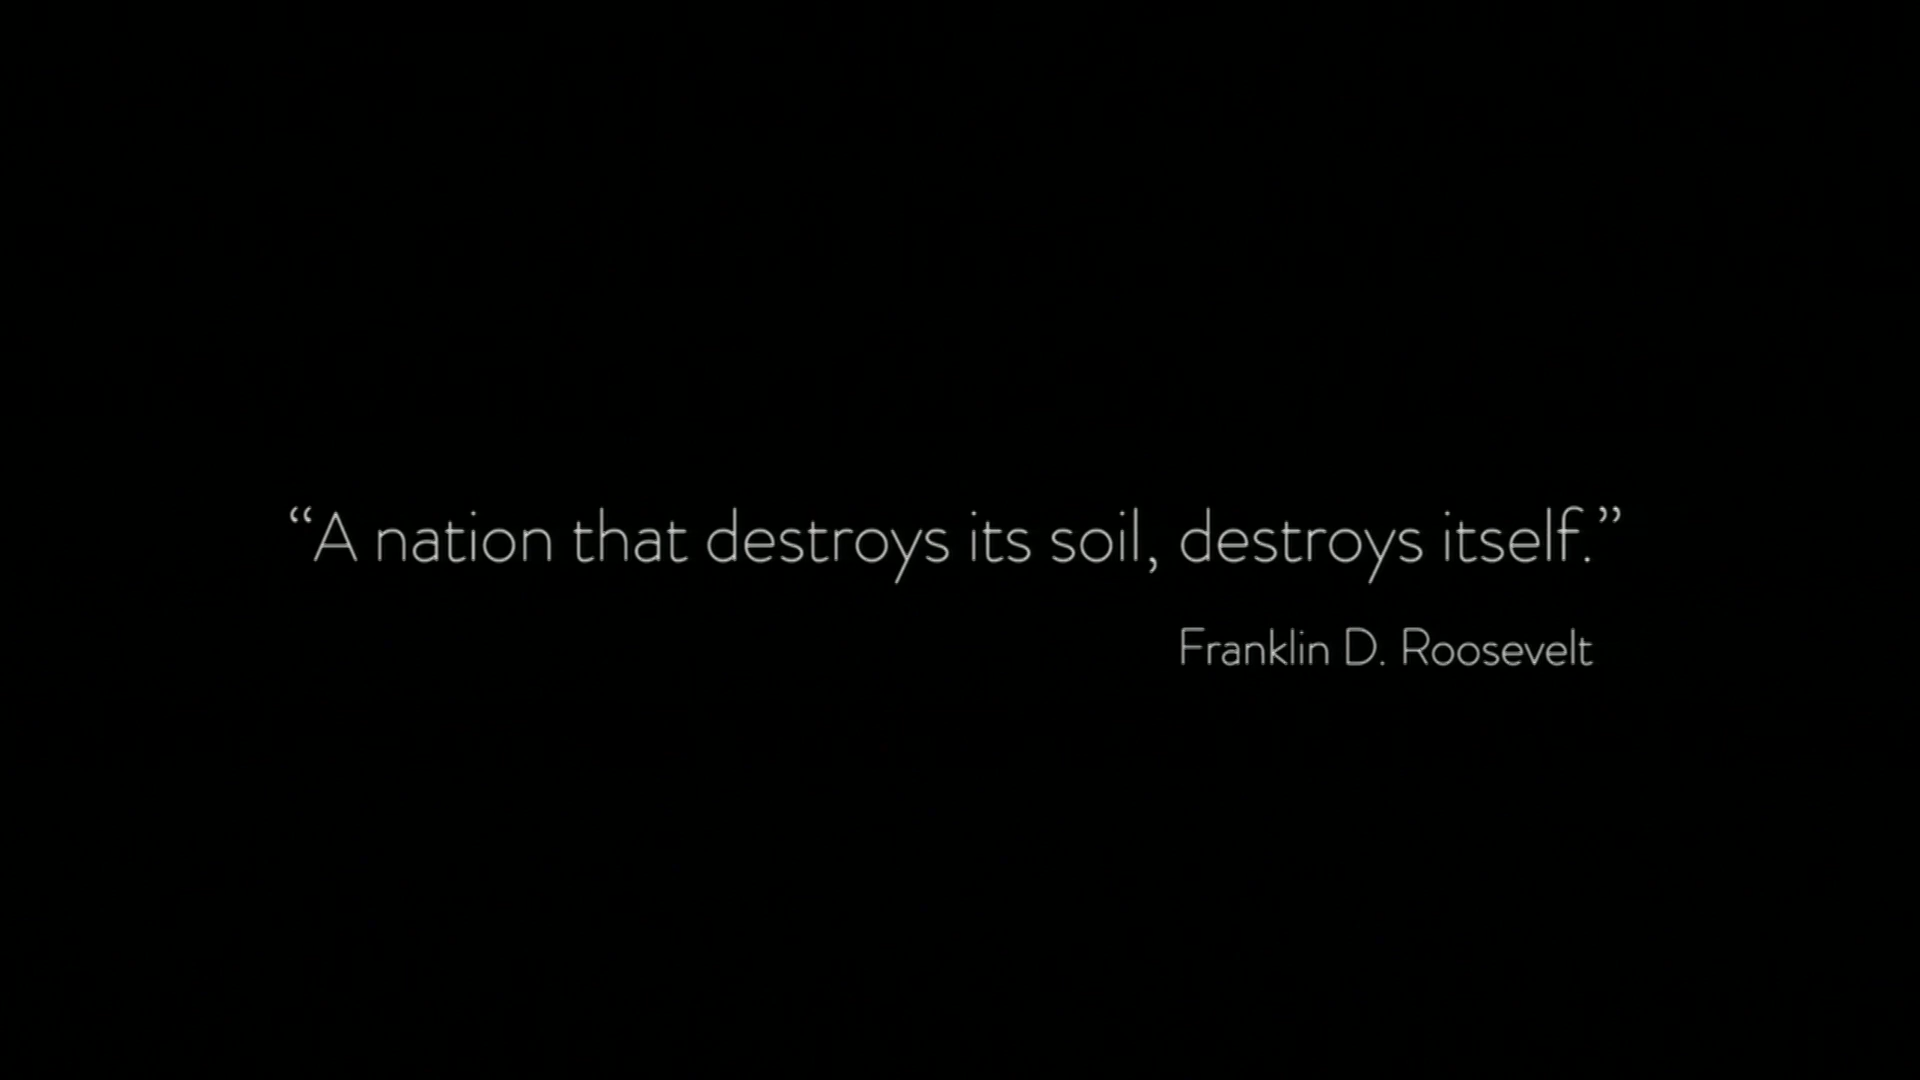 “A nation that destroys its soil, destroys itself.”
Franklin D. Roosevelt